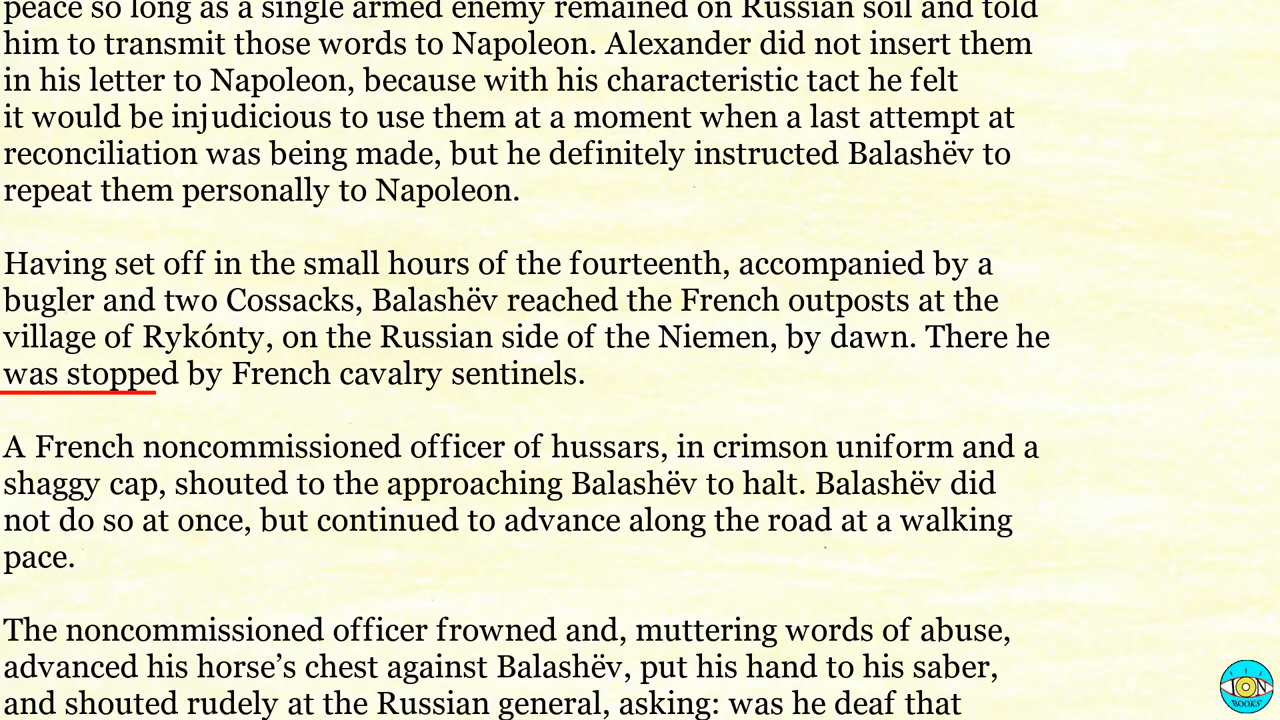 peace so long as a single armed enemy remained on Russian soil and told
him to transmit those words to Napoleon. Alexander did not insert them
in his letter to Napoleon, because with his characteristic tact he felt
it would be injudicious to use them at a moment when a last attempt at
reconciliation was being made, but he definitely instructed Balashëv to
repeat them personally to Napoleon.
Having set off in the small hours of the fourteenth, accompanied by a
bugler and two Cossacks, Balashëv reached the French outposts at the
village of Rykónty, on the Russian side of the Niemen, by dawn. There he
was stopped by French cavalry sentinels.
A French noncommissioned officer of hussars, in crimson uniform and a
shaggy cap, shouted to the approaching Balashëv to halt. Balashëv did
not do so at once, but continued to advance along the road at a walking
pace.
The noncommissioned officer frowned and, muttering words of abuse,
advanced his horse’s chest against Balashëv, put his hand to his saber,
and shouted rudely at the Russian general, asking: was he deaf that
ION
BOOKS